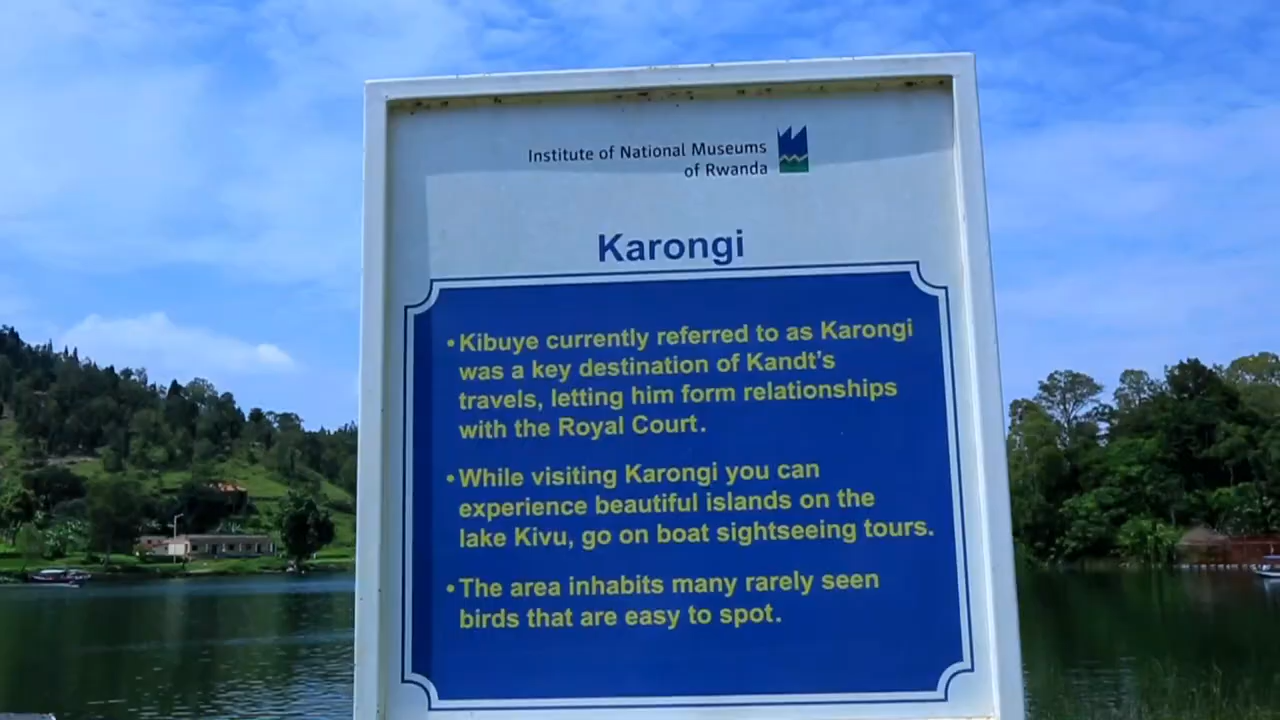 Institute of National Museums
of Rwanda
Karongi
•Kibuye currently referred to as Karongi
was a key destination of Kandt's
travels, letting him form relationships
with the Royal Court.
•While visiting Karongi you can
experience beautiful islands on the
lake Kivu, go on boat sightseeing tours.
•The area inhabits many rarely seen
birds that are easy to spot.